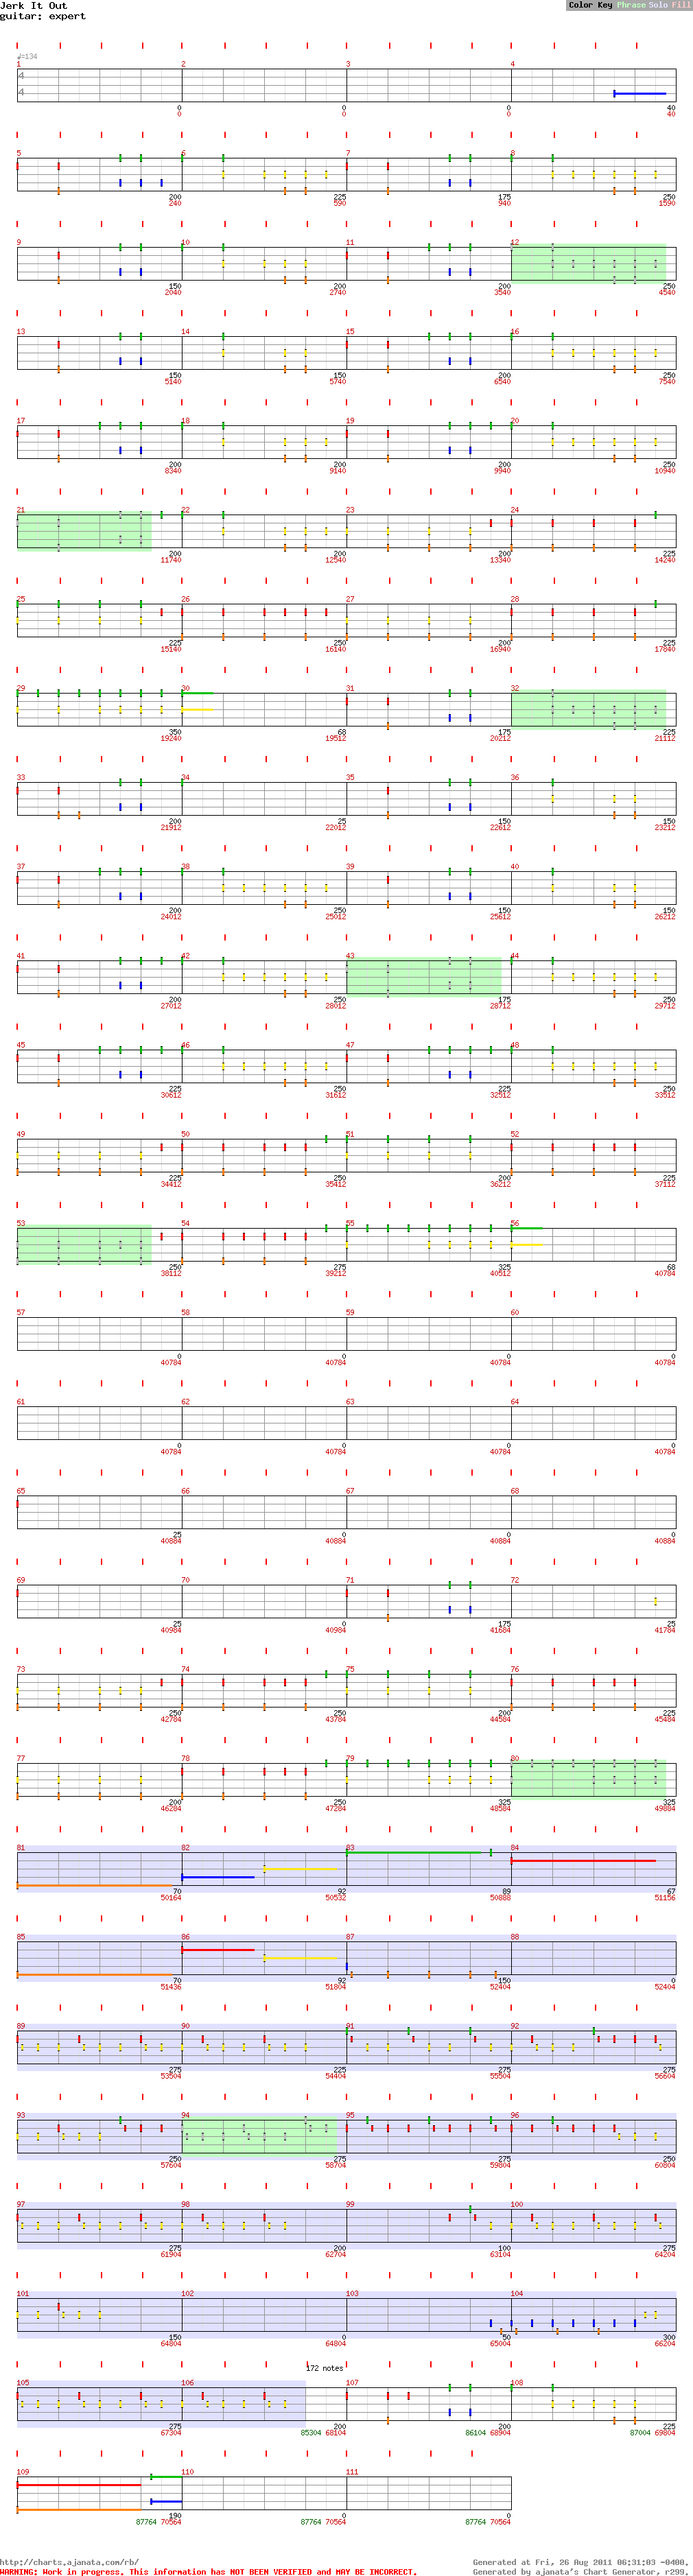 Jerk It Out
guitar: expert
Color Key Phrase Solo Fill
♩=134
1 2 3 4
4
4
0 0 0 40
0 0 0 40
5 6 7 8
200 225 175 250
240 590 940 1590
9 10 11 12
150 200 250
2040 2740 3540 4540
13 14 15 16
150 150 200 250
5140 5740 6540 7540
17 18 19 20
200 200 200 250
8340 9140 9940 10940
21 22 23 24
200 200 200 225
11740 12540 13340 14240
25 26 27 28
225 250 200 225
15140 16140 16940 17840
29 30 31 32
350 68 175 225
19240 19512 20212 21112
33 34 35 36
200 25 150 150
21912 22012 22612 23212
37 38 39 40
200 250 150 150
24012 25012 25612 26212
41 42 43 44
200 250 175 250
27012 28012 28712 29712
45 46 47 48
225 250 225 250
30612 31612 32512 33512
49 50 51 52
225 250 200 225
34412 35412 36212 37112
53 54 55 56
250 275 325 68
38112 39212 40512 40784
57 58 59 60
0 0 0 0
40784 40784 40784 40784
61 62 63 64
0 0 0 0
40784 40784 40784 40784
65 66 67 68
25 0 0 0
40884 40884 40884 40884
69 70 71 72
25 0 175 25
40984 40984 41684 41784
73 74 75 76
250 250 200 225
42784 43784 44584 45484
77 78 79 80
200 250 325 325
46284 47284 48584 49884
81 82 83 84
70 92 89 67
50164 50532 50888 51156
85 86 87 88
70 92 150 0
51436 51804 52404 52404
89 90 91 92
275 225 275 275
53504 54404 55504 56604
93 94 95 96
250 275 275 250
57604 58704 59804 60804
97 98 99 100
275 200 100 275
61904 62704 63104 64204
101 102 103 104
150 0 50 300
64804 64804 65004 66204
172 notes
105 106 107 108
275 200 200 225
67304 85304 68104 86104 68904 87004 69804
109 110 111
190 0 0
87764 70564 87764 70564 87764 70564
http://charts.ajanata.com/rb/ Generated at Fri, 26 Aug 2011 06:31:03 -0400.
WARNING: Work in progress. This information has NOT BEEN VERIFIED and MAY BE INCORRECT. Generated by ajanata's Chart Generator, r299.